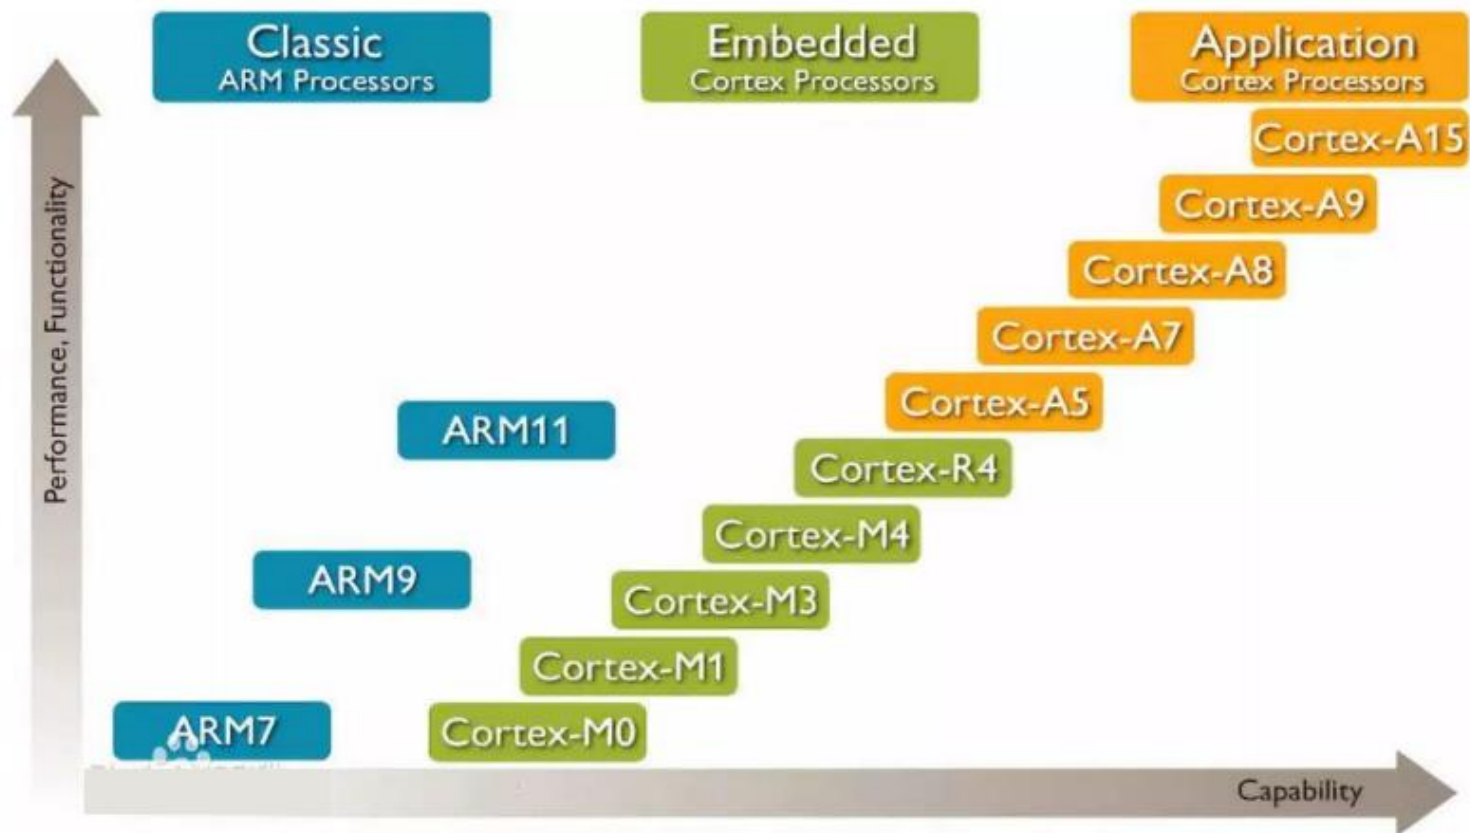 Classic
ARM Processors
Embedded
Cortex Processors
Application
Cortex Processors
Cortex-A15
Cortex-A9
Cortex-A8
Cortex-A7
Cortex-A5
ARM11
Cortex-R4
Cortex-M4
ARM9
Cortex-M3
Cortex-M1
ARM7
Cortex-M0
Performance, Functionality
Capability